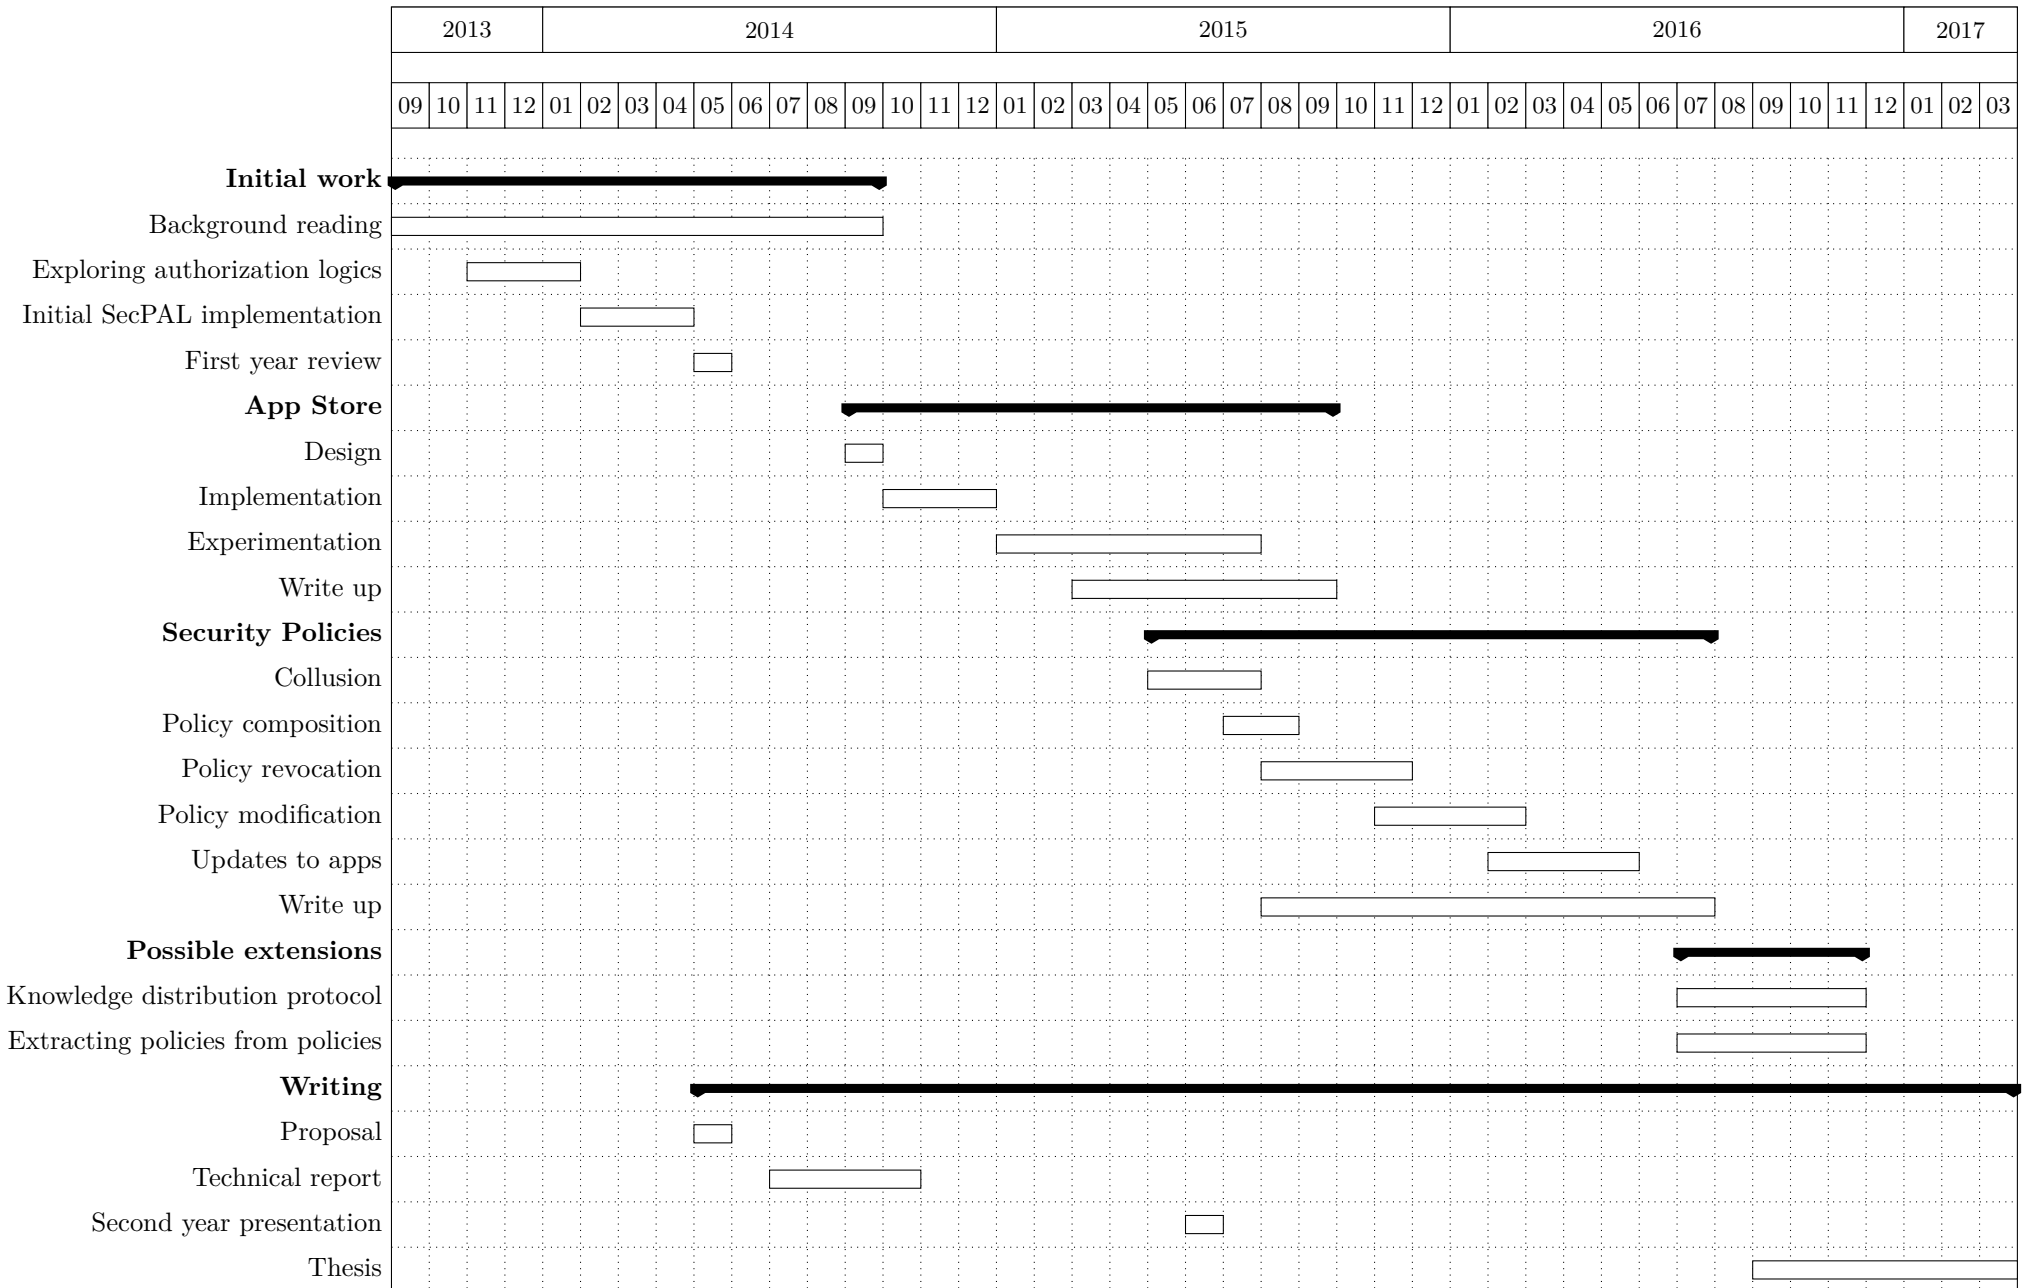 2013 2014 2015 2016 2017
09 10 11 12 01 02 03 04 05 06 07 08 09 10 11 12 01 02 03 04 05 06 07 08 09 10 11 12 01 02 03 04 05 06 07 08 09 10 11 12 01 02 03
Initial work
Background reading
Exploring authorization logics
Initial SecPAL implementation
First year review
App Store
Design
Implementation
Experimentation
Write up
Security Policies
Collusion
Policy composition
Policy revocation
Policy modification
Updates to apps
Write up
Possible extensions
Knowledge distribution protocol
Extracting policies from policies
Writing
Proposal
Technical report
Second year presentation
Thesis